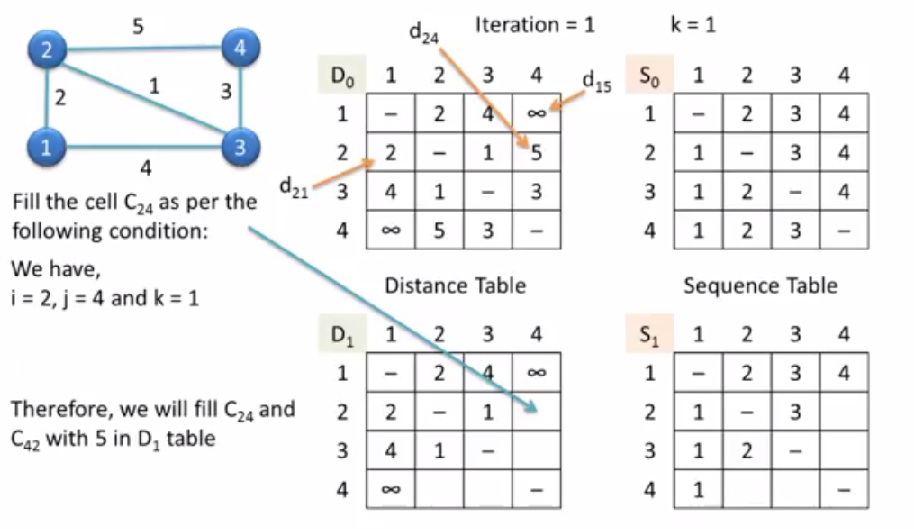 5
2 4
1
2 3
1 3
4
Fill the cell C₂₄ as per the
following condition:
We have,
i = 2, j = 4 and k = 1
Therefore, we will fill C₂₄ and
C₄₂ with 5 in D₁ table
d₂₄ Iteration = 1 k = 1
D₀ 1 2 3 4
1 – 2 4 ∞
2 2 – 1 5
3 4 1 – 3
4 ∞ 5 3 –
d₁₅
d₂₁
Distance Table
S₀ 1 2 3 4
1 – 2 3 4
2 1 – 3 4
3 1 2 – 4
4 1 2 3 –
Sequence Table
D₁ 1 2 3 4
1 – 2 4 ∞
2 2 – 1
3 4 1 –
4 ∞ –
S₁ 1 2 3 4
1 – 2 3 4
2 1 – 3
3 1 2 –
4 1 –